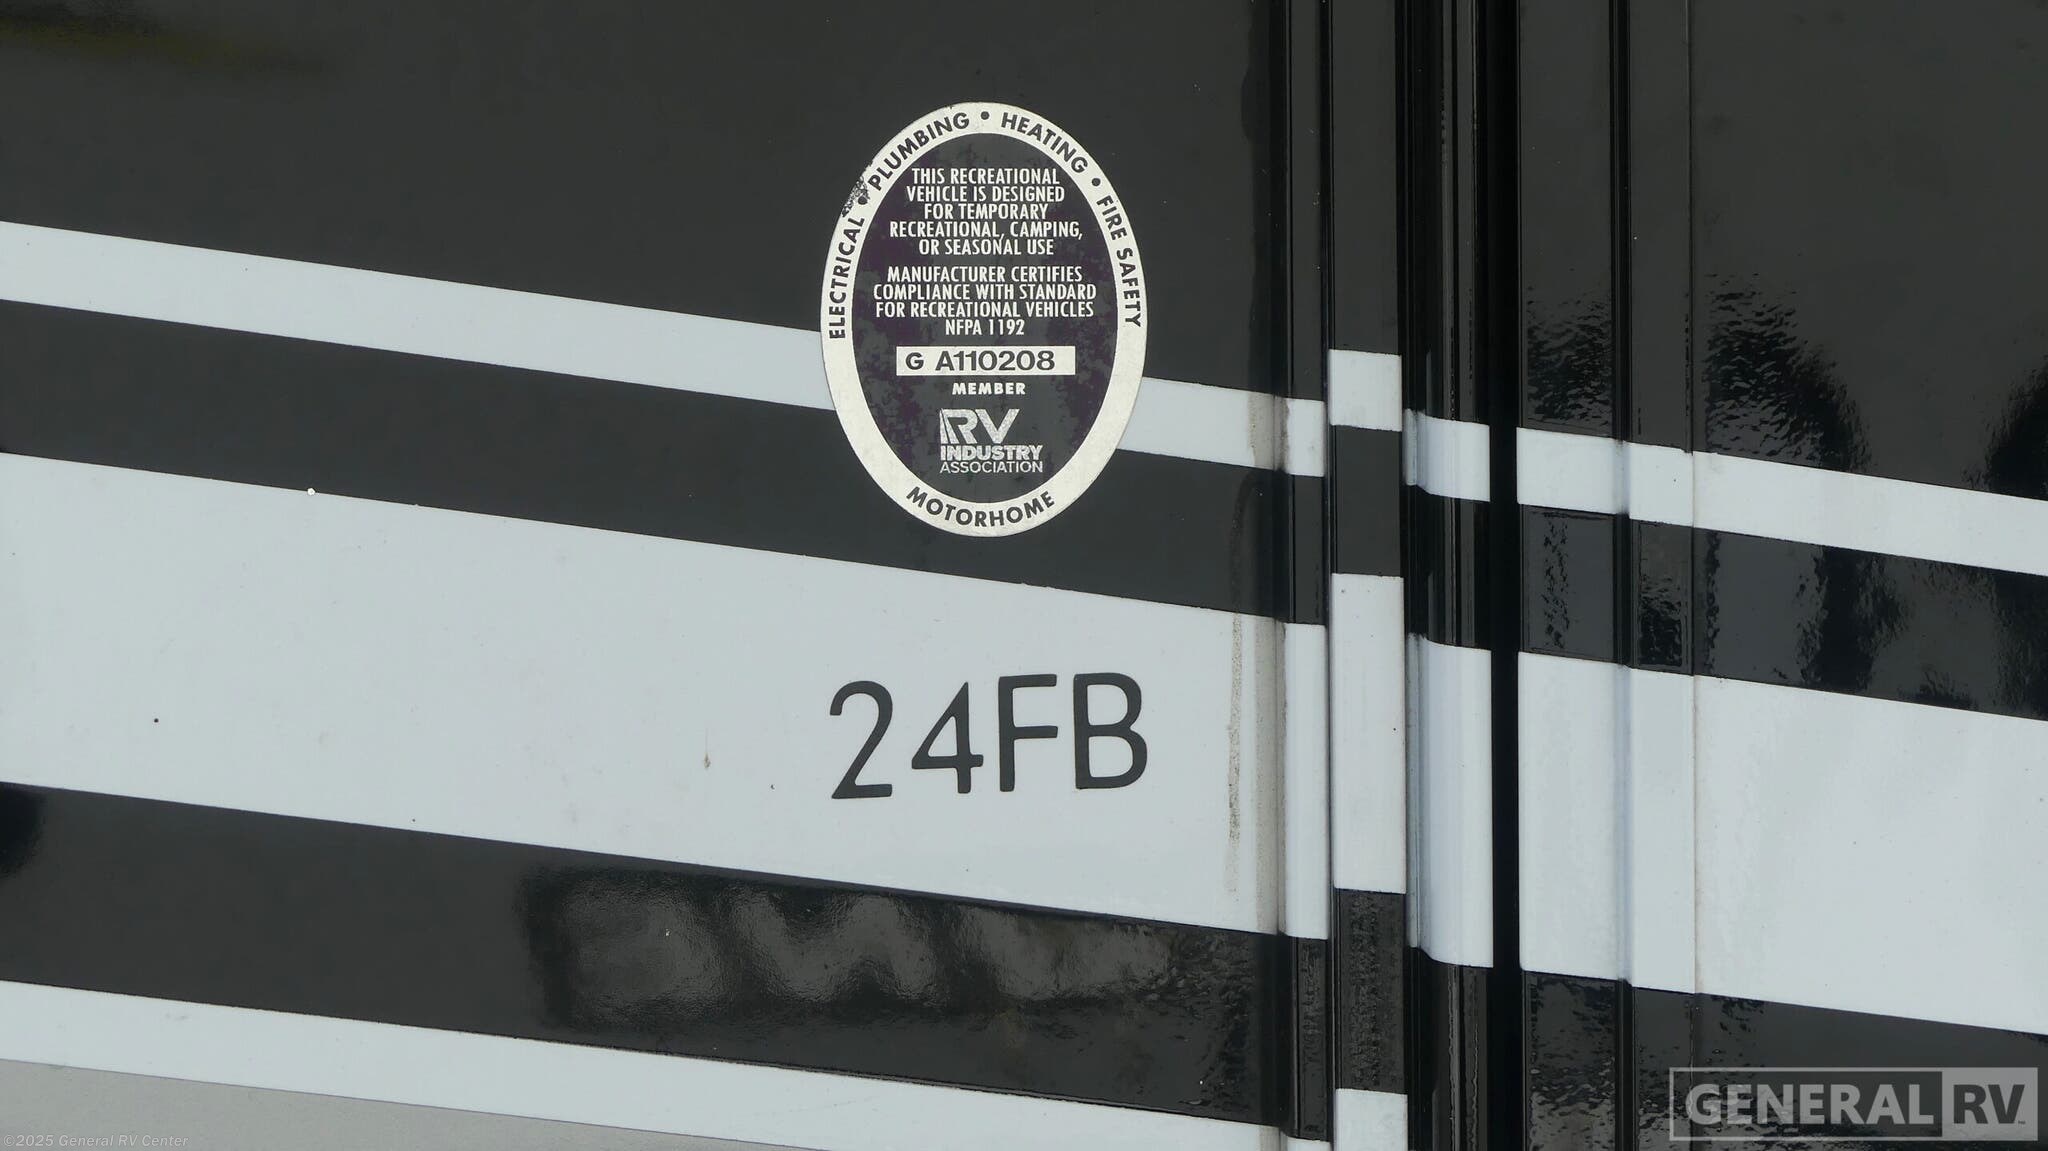 ELECTRICAL • PLUMBING • HEATING • FIRE SAFETY
THIS RECREATIONAL
VEHICLE IS DESIGNED
FOR TEMPORARY
RECREATIONAL, CAMPING,
OR SEASONAL USE
MANUFACTURER CERTIFIES
COMPLIANCE WITH STANDARD
FOR RECREATIONAL VEHICLES
NFPA 1192
G A110208
MEMBER
RV
INDUSTRY
ASSOCIATION
MOTORHOME
24FB
GENERAL RV
©2025 General RV Center